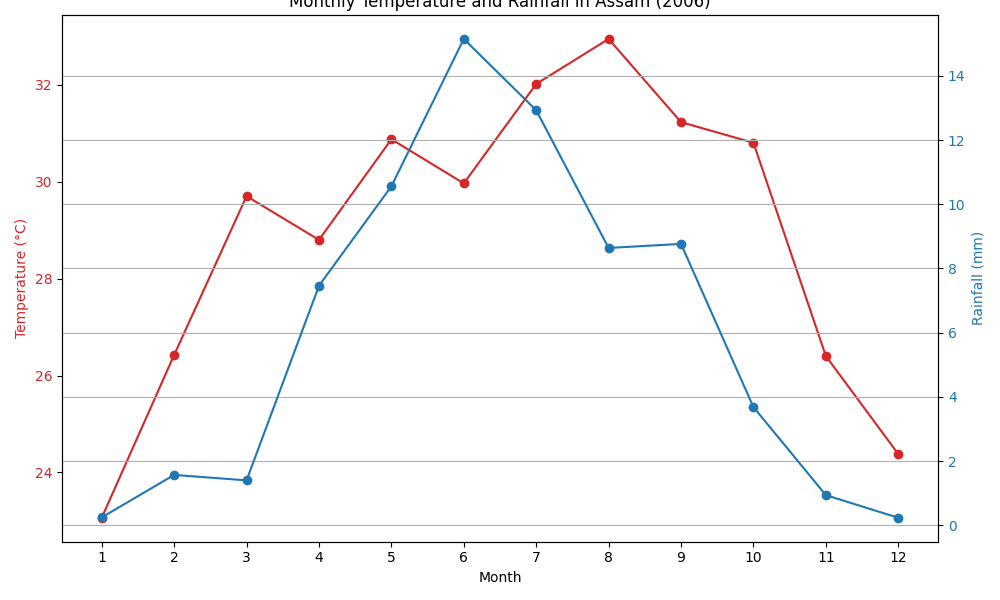 Monthly Temperature and Rainfall in Assam (2006)
32
30
28
26
24
Temperature (°C)
14
12
10
8
6
4
2
0
Rainfall (mm)
1 2 3 4 5 6 7 8 9 10 11 12
Month